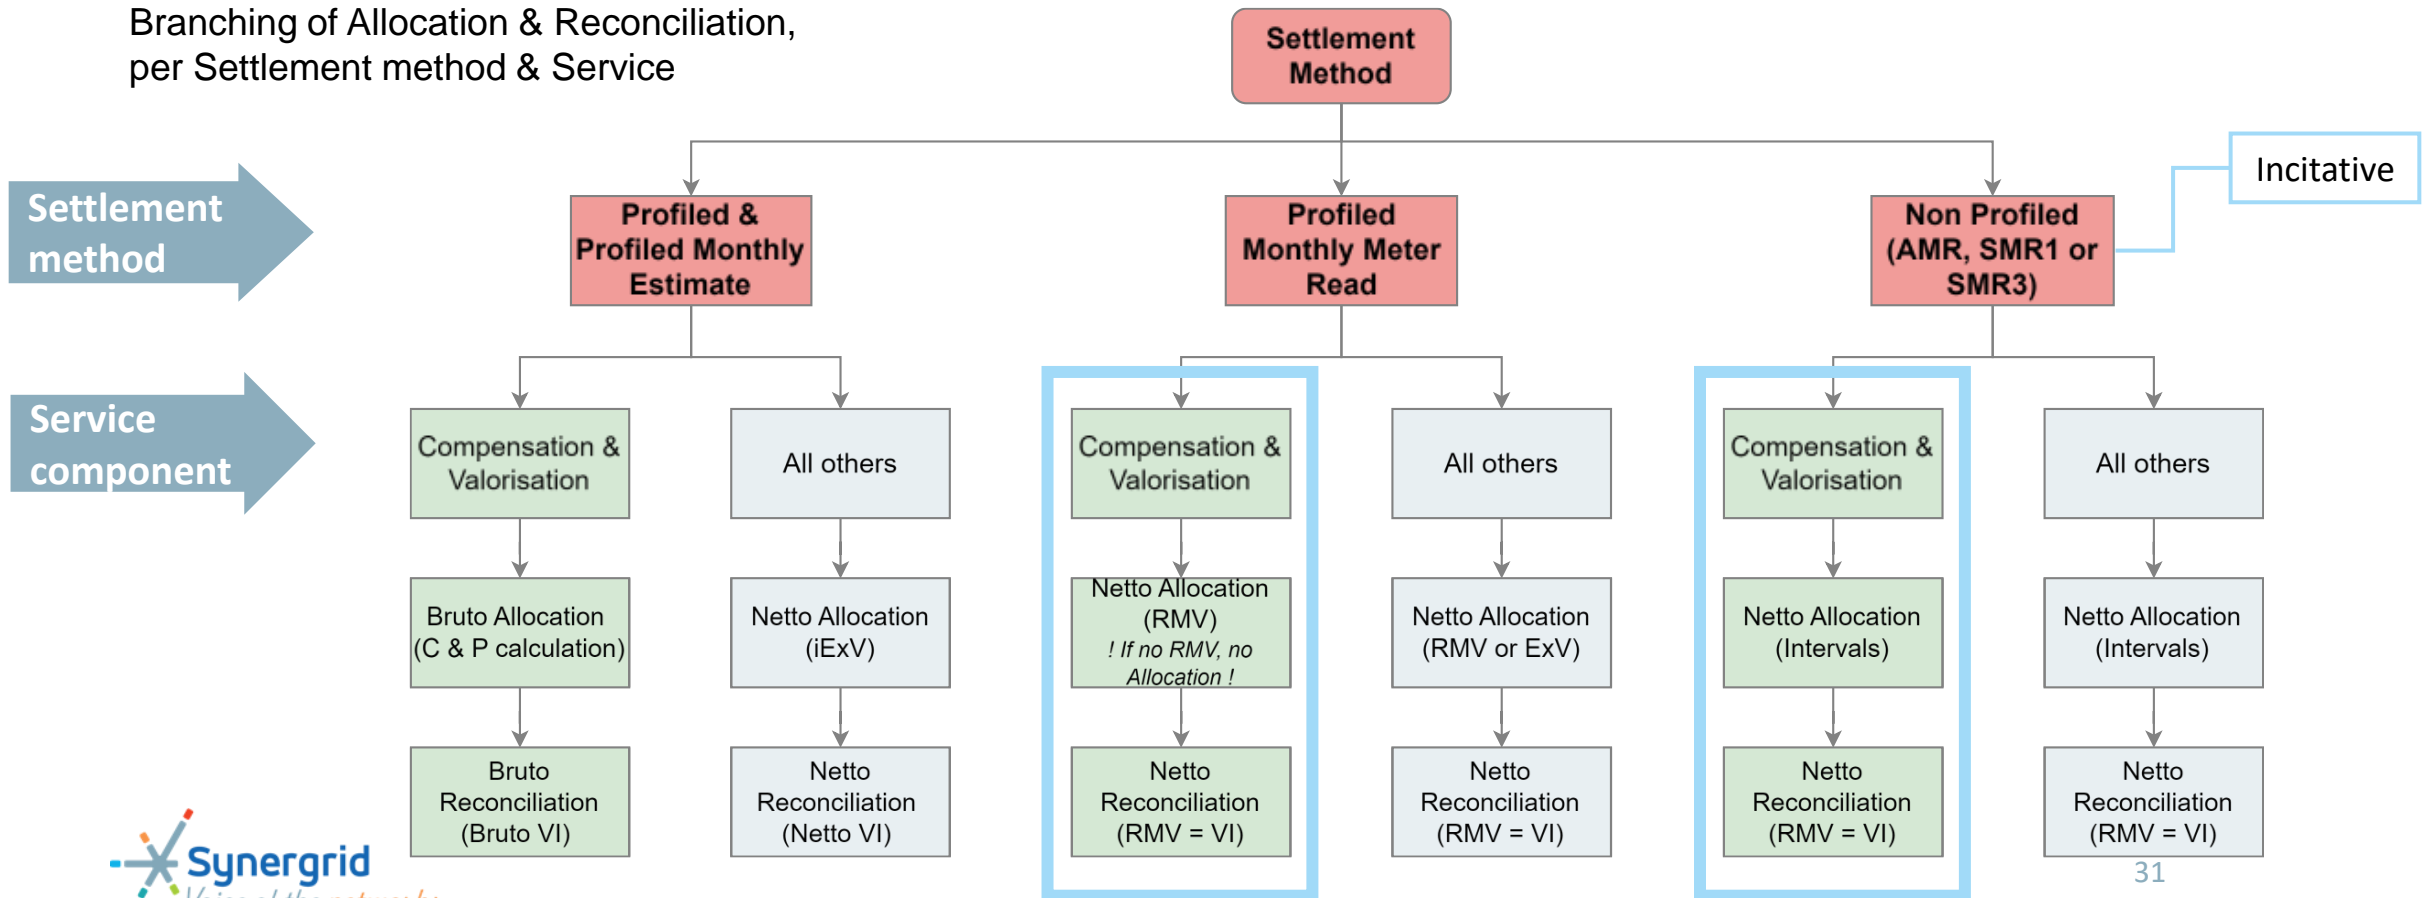 Branching of Allocation & Reconciliation,
per Settlement method & Service
Settlement
Method
Incitative
Settlement
method
Profiled &
Profiled Monthly
Estimate
Profiled
Monthly Meter
Read
Non Profiled
(AMR, SMR1 or
SMR3)
Service
component
Compensation &
Valorisation
All others
Compensation &
Valorisation
All others
Compensation &
Valorisation
All others
Bruto Allocation
(C & P calculation)
Netto Allocation
(iExV)
Netto Allocation
(RMV)
! If no RMV, no
Allocation !
Netto Allocation
(RMV or ExV)
Netto Allocation
(Intervals)
Netto Allocation
(Intervals)
Bruto
Reconciliation
(Bruto VI)
Netto
Reconciliation
(Netto VI)
Netto
Reconciliation
(RMV = VI)
Netto
Reconciliation
(RMV = VI)
Netto
Reconciliation
(RMV = VI)
Netto
Reconciliation
(RMV = VI)
Synergrid
Voice of the networks
31